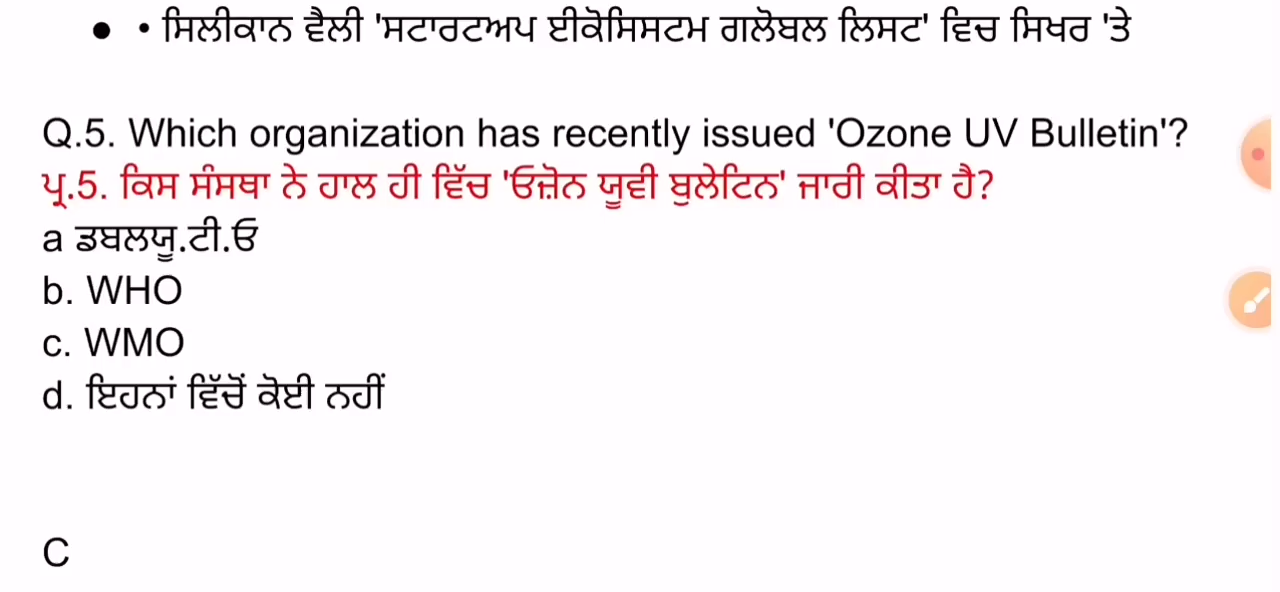 • • ਸਿਲੀਕਾਨ ਵੈਲੀ 'ਸਟਾਰਟਅਪ ਈਕੋਸਿਸਟਮ ਗਲੋਬਲ ਲਿਸਟ' ਵਿਚ ਸਿਖਰ 'ਤੇ
Q.5. Which organization has recently issued 'Ozone UV Bulletin'?
ਪ੍ਰ.5. ਕਿਸ ਸੰਸਥਾ ਨੇ ਹਾਲ ਹੀ ਵਿੱਚ 'ਓਜ਼ੋਨ ਯੂਵੀ ਬੁਲੇਟਿਨ' ਜਾਰੀ ਕੀਤਾ ਹੈ?
a ਡਬਲਯੂ.ਟੀ.ਓ
b. WHO
c. WMO
d. ਇਹਨਾਂ ਵਿੱਚੋਂ ਕੋਈ ਨਹੀਂ
C